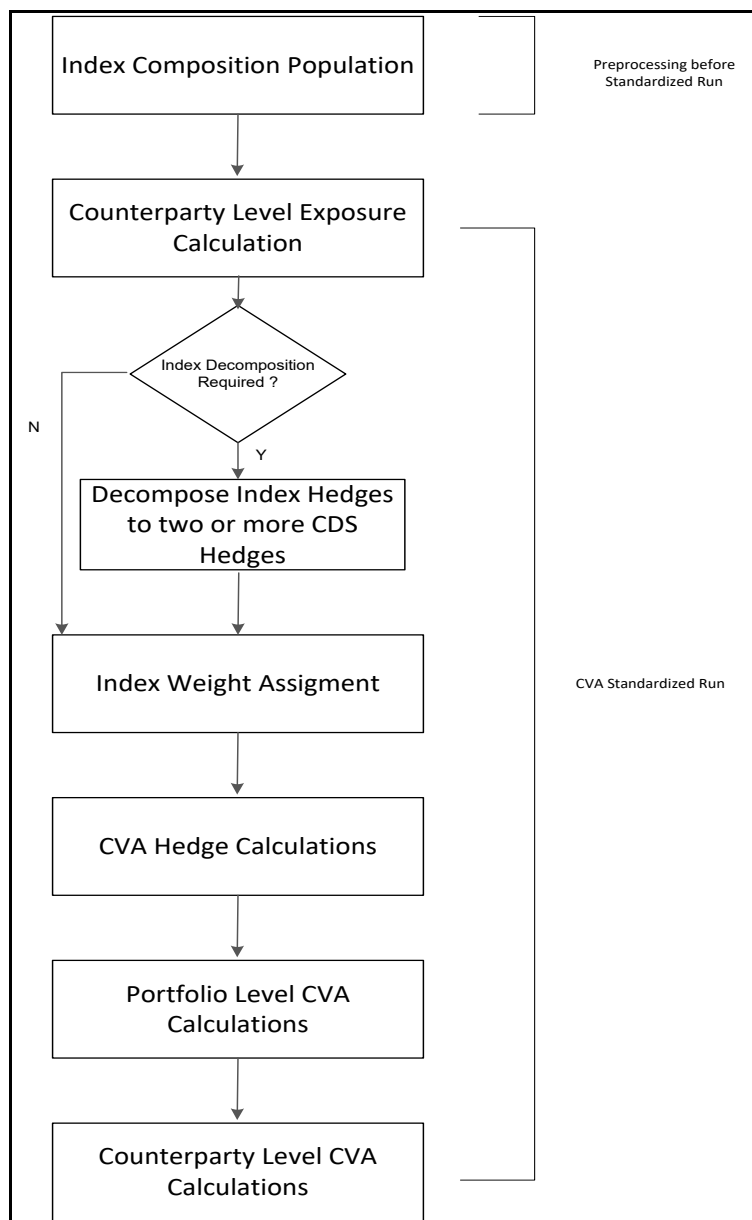 Index Composition Population
Preprocessing before
Standardized Run
Counterparty Level Exposure
Calculation
Index Decomposition
Required ?
N
Y
Decompose Index Hedges
to two or more CDS
Hedges
Index Weight Assigment
CVA Standardized Run
CVA Hedge Calculations
Portfolio Level CVA
Calculations
Counterparty Level CVA
Calculations